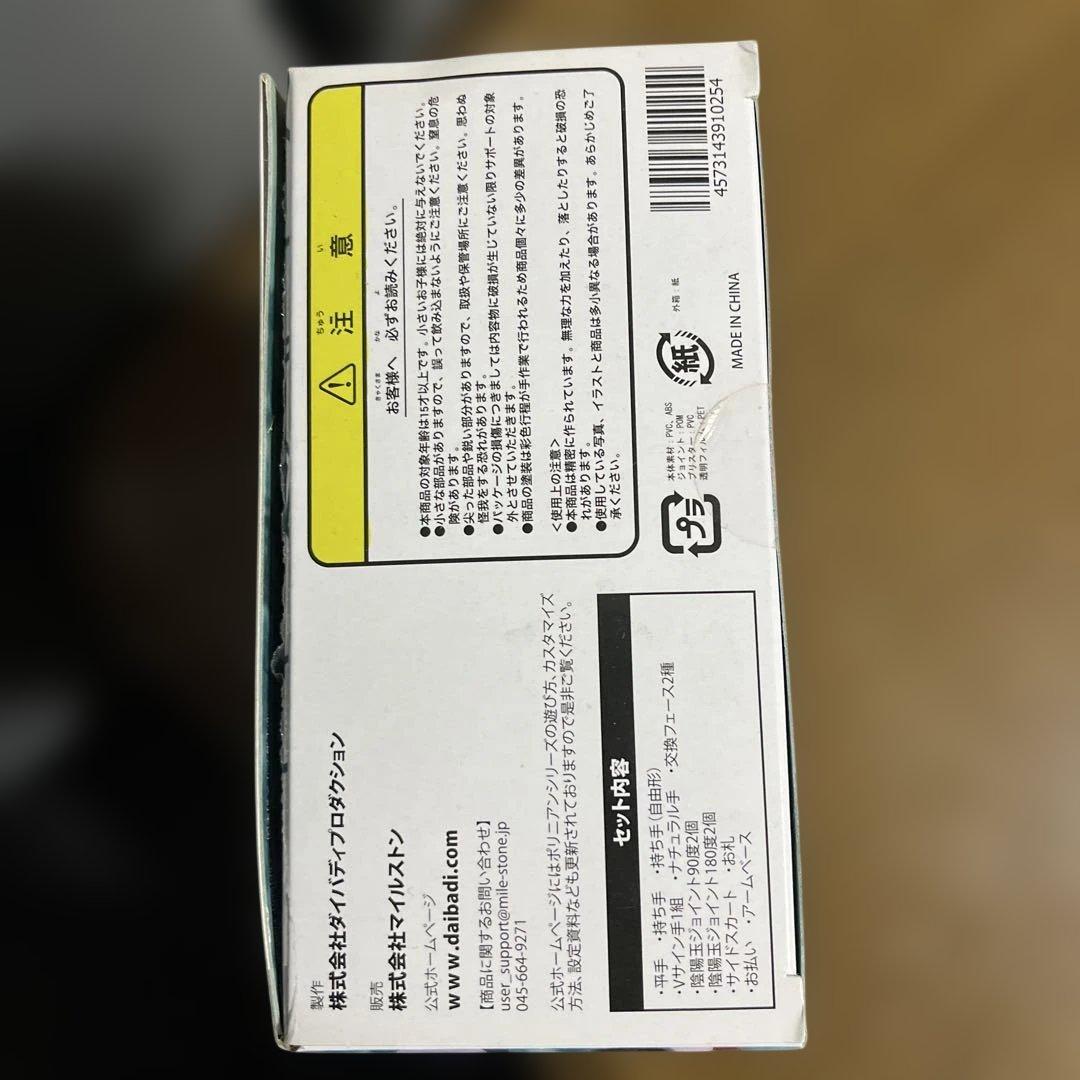 ちゅう い
注 意
きゃくさま かなら よ
お客様へ 必ずお読みください。
●本商品の対象年齢は15才以上です。小さいお子様には絶対に与えないでください。
●小さな部品がありますので、誤って飲み込まないようにご注意ください。窒息の危
険があります。
●尖った部品や鋭い部分がありますので、取扱や保管場所にご注意ください。思わぬ
怪我をする恐れがあります。
●パッケージの損傷につきましては内容物に破損が生じていない限りサポートの対象
外とさせていただきます。
●商品の塗装は彩色行程が手作業で行われるため商品個々に多少の差異があります。
＜使用上の注意＞
●本商品は精密に作られています。無理な力を加えたり、落としたりすると破損の恐
れがあります。
●使用している写真、イラストと商品は多少異なる場合があります。あらかじめご了
承ください。
プラ
本体素材：PVC、ABS
ジョイント：POM
ブリスター：PVC
透明フィル PET
紙
外箱：紙
MADE IN CHINA
4573143910254
製作
株式会社ダイバディプロダクション
販売
株式会社マイルストン
公式ホームページ
www.daibadi.com
【商品に関するお問い合わせ】
user_support@mile-stone.jp
045-664-9271
公式ホームページにはポリニアンシリーズの遊び方、カスタマイズ
方法、設定資料なども更新されておりますので是非ご覧ください。
セット内容
・平手 ・持ち手 ・持ち手（自由形）
・Vサイン手1組 ・ナチュラル手 ・交換フェース2種
・陰陽玉ジョイント90度2個
・陰陽玉ジョイント180度2個
・サイドスカート ・お札
・お払い ・アームベース